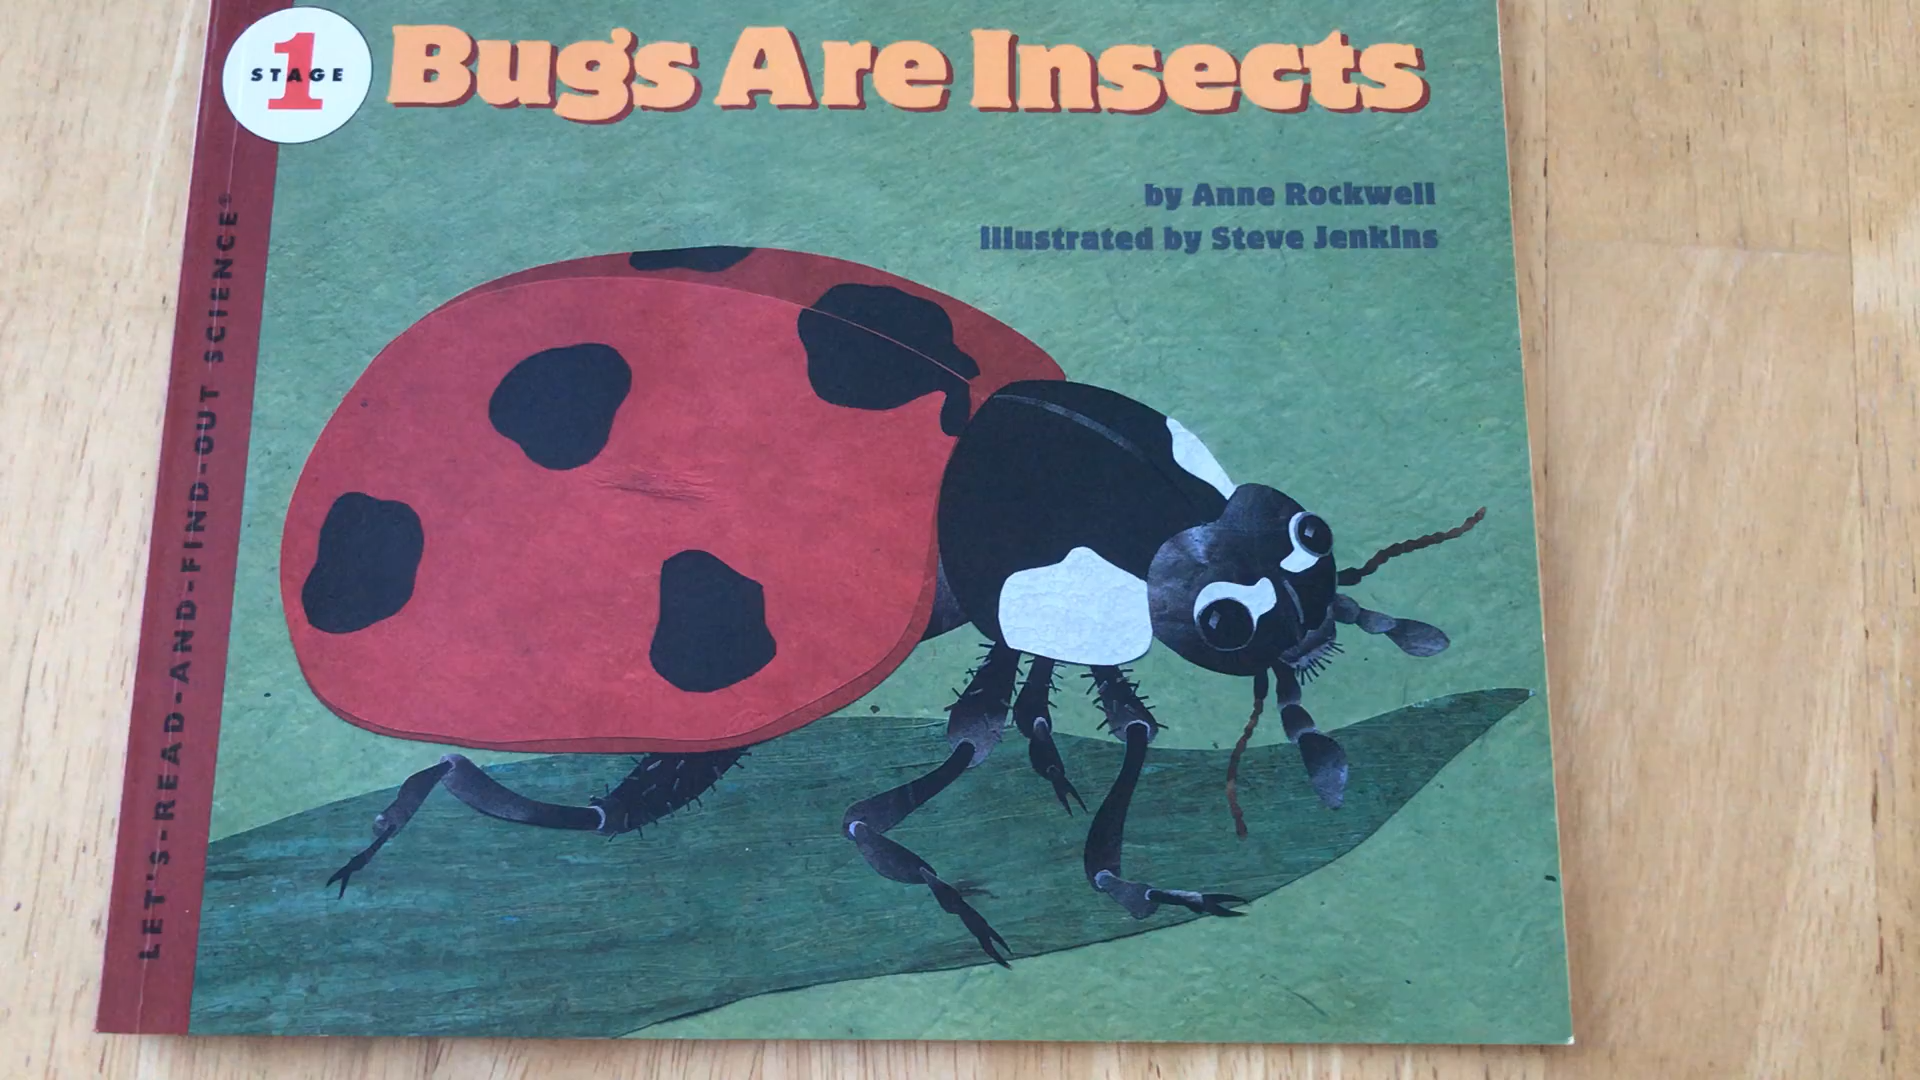 STAGE 1
Bugs Are Insects
by Anne Rockwell
Illustrated by Steve Jenkins
LET'S-READ-AND-FIND-OUT SCIENCE®